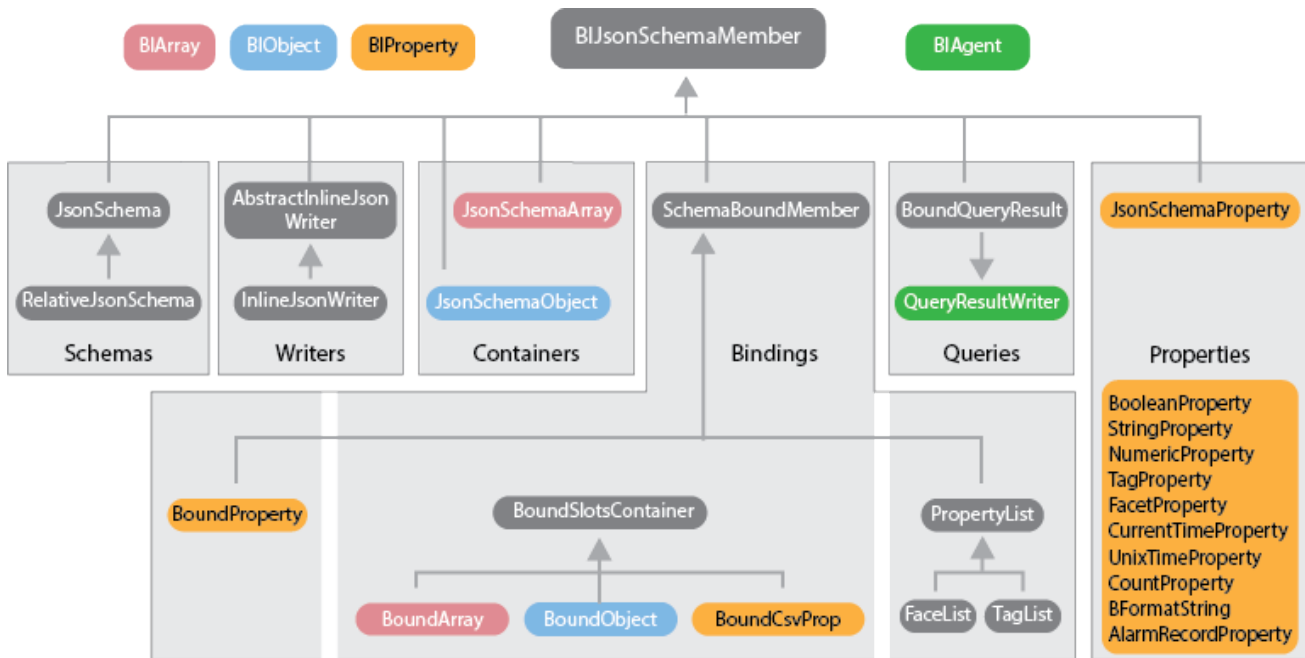 BIArray
BIObject
BIProperty
BIJsonSchemaMember
BIAgent
JsonSchema
RelativeJsonSchema
Schemas
AbstractInlineJson
Writer
InlineJsonWriter
Writers
JsonSchemaArray
JsonSchemaObject
Containers
SchemaBoundMember
Bindings
BoundQueryResult
QueryResultWriter
Queries
JsonSchemaProperty
Properties
BooleanProperty
StringProperty
NumericProperty
TagProperty
FacetProperty
CurrentTimeProperty
UnixTimeProperty
CountProperty
BFormatString
AlarmRecordProperty
BoundProperty
BoundSlotsContainer
BoundArray
BoundObject
BoundCsvProp
PropertyList
FaceList
TagList